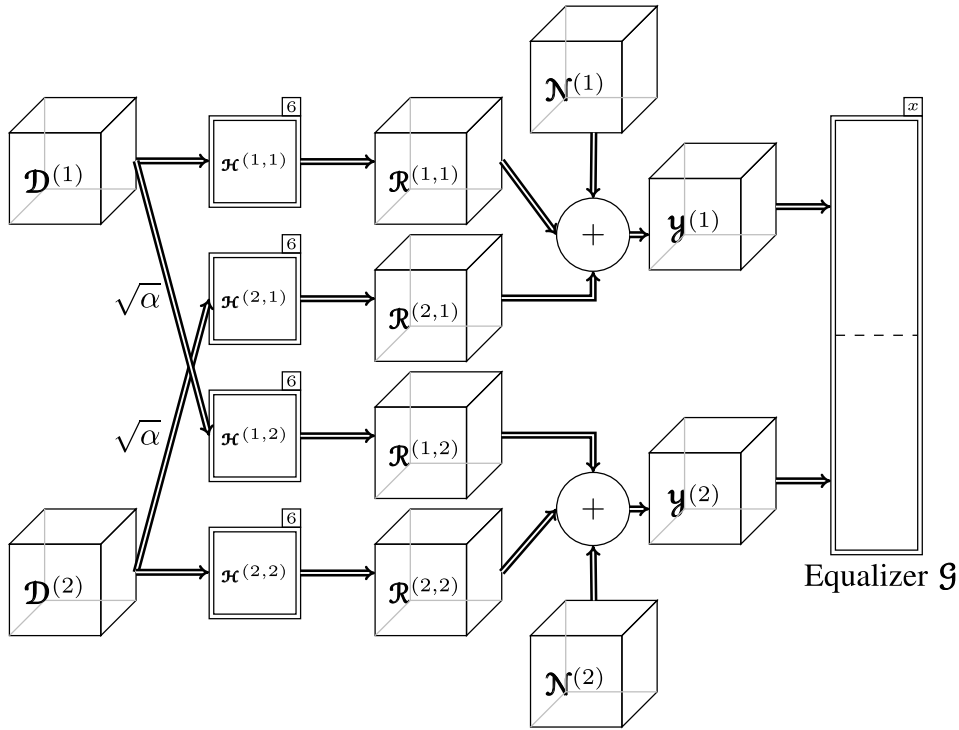 𝓝(1)
6
x
𝓓(1)
𝓗(1,1)
𝓡(1,1)
+
𝓨(1)
6
√α
𝓗(2,1)
𝓡(2,1)
6
√α
𝓗(1,2)
𝓡(1,2)
+
𝓨(2)
6
𝓓(2)
𝓗(2,2)
𝓡(2,2)
Equalizer 𝓖
𝓝(2)